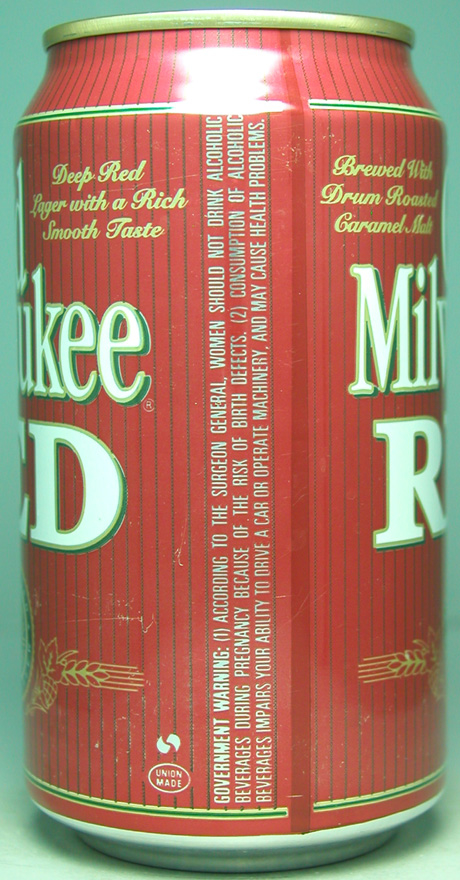 Deep Red
Lager with a Rich
Smooth Taste
ukee
®
ED
UNION
MADE
GOVERNMENT WARNING: (1) ACCORDING TO THE SURGEON GENERAL, WOMEN SHOULD NOT DRINK ALCOHOLIC
BEVERAGES DURING PREGNANCY BECAUSE OF THE RISK OF BIRTH DEFECTS. (2) CONSUMPTION OF ALCOHOLIC
BEVERAGES IMPAIRS YOUR ABILITY TO DRIVE A CAR OR OPERATE MACHINERY, AND MAY CAUSE HEALTH PROBLEMS.
Brewed With
Drum Roasted
Caramel Malt
Milw
R